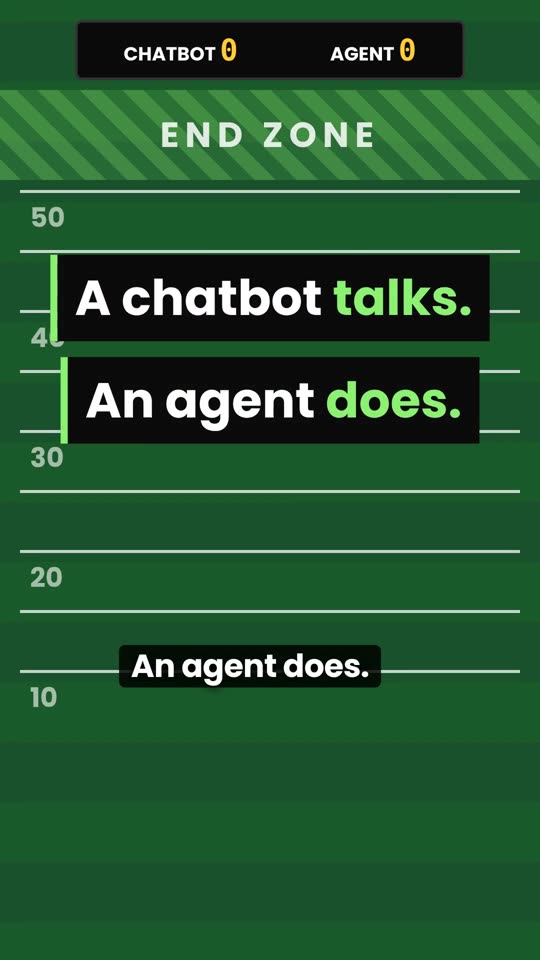 CHATBOT 0 AGENT 0
END ZONE
50
A chatbot talks.
40
An agent does.
30
20
An agent does.
10